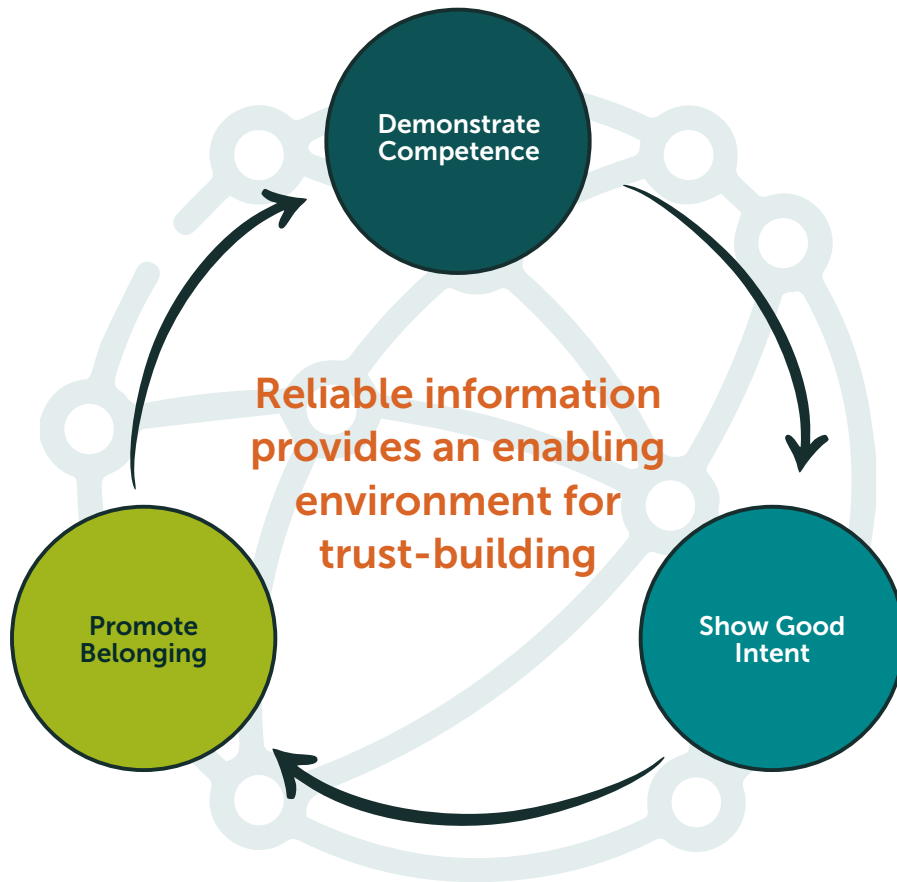 Demonstrate
Competence
Reliable information
provides an enabling
environment for
trust-building
Promote
Belonging
Show Good
Intent